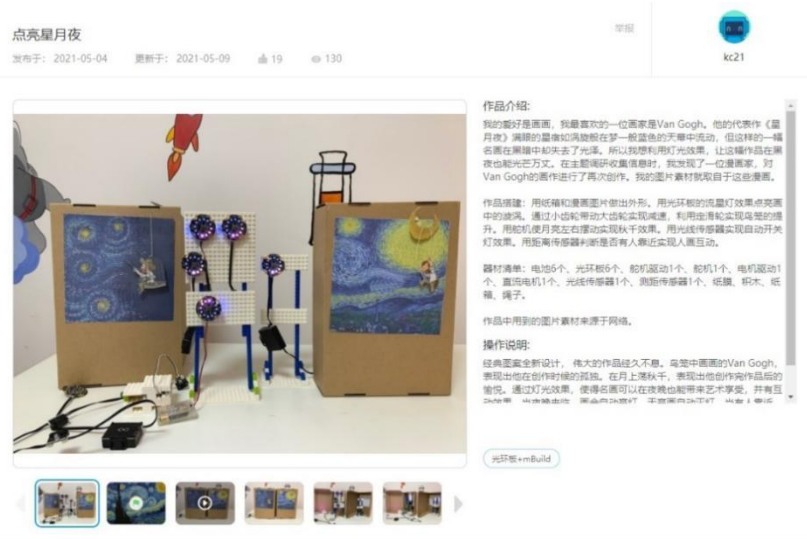 点亮星月夜
举报
发布于: 2021-05-04 更新于: 2021-05-09 19 130
kc21
作品介绍:
我的爱好是画画，我最喜欢的一位画家是Van Gogh。他的代表作《星
月夜》满眼的星宿如涡旋般在梦一般蓝色的天幕中流动，但这样的一幅
名画在黑暗中却失去了光泽。所以我想利用灯光效果，让这幅作品在黑
夜也能光芒万丈。在主题调研收集信息时，我发现了一位漫画家，对
Van Gogh的画作进行了再次创作。我的图片素材就取自于这些漫画。
作品搭建：用纸箱和漫画图片做出外形。用光环板的流星灯效果点亮画
中的漩涡。通过小齿轮带动大齿轮实现减速，利用定滑轮实现鸟笼的提
升。用舵机使月亮左右摆动实现秋千效果。用光线传感器实现自动开关
灯效果。用距离传感器判断是否有人靠近实现人画互动。
器材清单：电池6个、光环板6个、舵机驱动1个、舵机1个、电机驱动1
个、直流电机1个、光线传感器1个、测距传感器1个、纸膜、积木、纸
箱、绳子。
作品中用到的图片素材来源于网络。
操作说明:
经典图案全新设计， 伟大的作品经久不息。鸟笼中画画的Van Gogh，
表现出他在创作时候的孤独。在月上荡秋千，表现出他创作完作品后的
愉悦。通过灯光效果，使得名画可以在夜晚也能带来艺术享受，并有互
光环板+mBuild